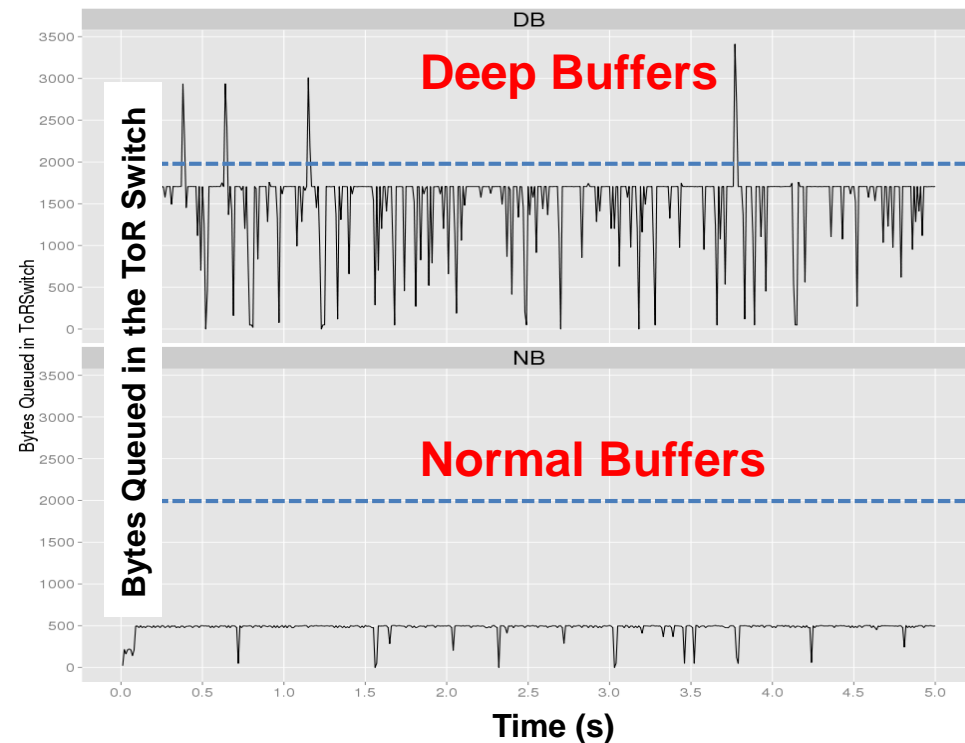 DB
Deep Buffers
3500
3000
2500
2000
1500
1000
500
0
Bytes Queued in ToRSwitch
Bytes Queued in the ToR Switch
NB
Normal Buffers
3500
3000
2500
2000
1500
1000
500
0
0.0 0.5 1.0 1.5 2.0 2.5 3.0 3.5 4.0 4.5 5.0
Time (s)